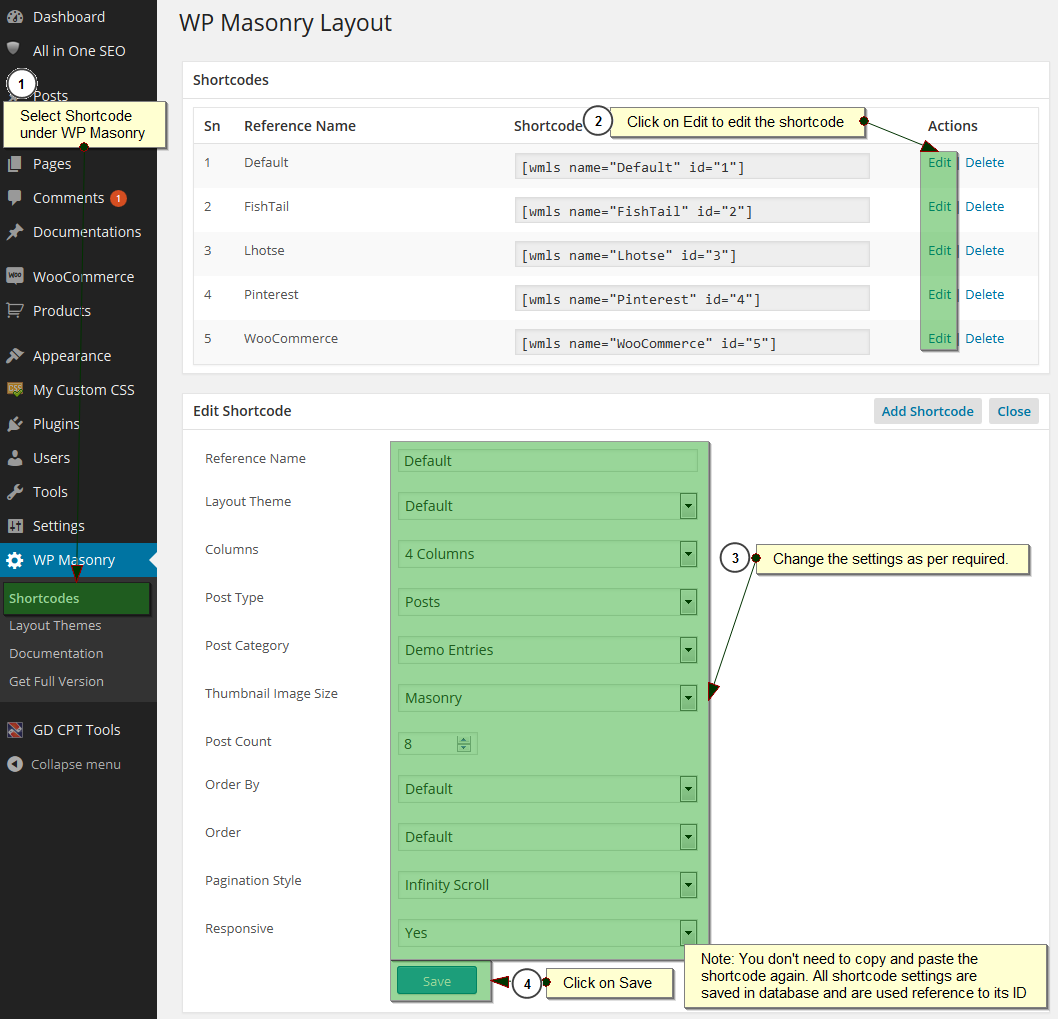 Dashboard
All in One SEO
1
Posts
Select Shortcode
under WP Masonry
Pages
Comments 1
Documentations
WooCommerce
Products
Appearance
My Custom CSS
Plugins
Users
Tools
Settings
WP Masonry
Shortcodes
Layout Themes
Documentation
Get Full Version
GD CPT Tools
Collapse menu
WP Masonry Layout
Shortcodes
Sn Reference Name Shortcode Actions
2 Click on Edit to edit the shortcode
1 Default [wmls name="Default" id="1"] Edit | Delete
2 FishTail [wmls name="FishTail" id="2"] Edit | Delete
3 Lhotse [wmls name="Lhotse" id="3"] Edit | Delete
4 Pinterest [wmls name="Pinterest" id="4"] Edit | Delete
5 WooCommerce [wmls name="WooCommerce" id="5"] Edit | Delete
Edit Shortcode Add Shortcode Close
Reference Name Default
Layout Theme Default
Columns 4 Columns
3 Change the settings as per required.
Post Type Posts
Post Category Demo Entries
Thumbnail Image Size Masonry
Post Count 8
Order By Default
Order Default
Pagination Style Infinity Scroll
Responsive Yes
Save 4 Click on Save
Note: You don't need to copy and paste the
shortcode again. All shortcode settings are
saved in database and are used reference to its ID